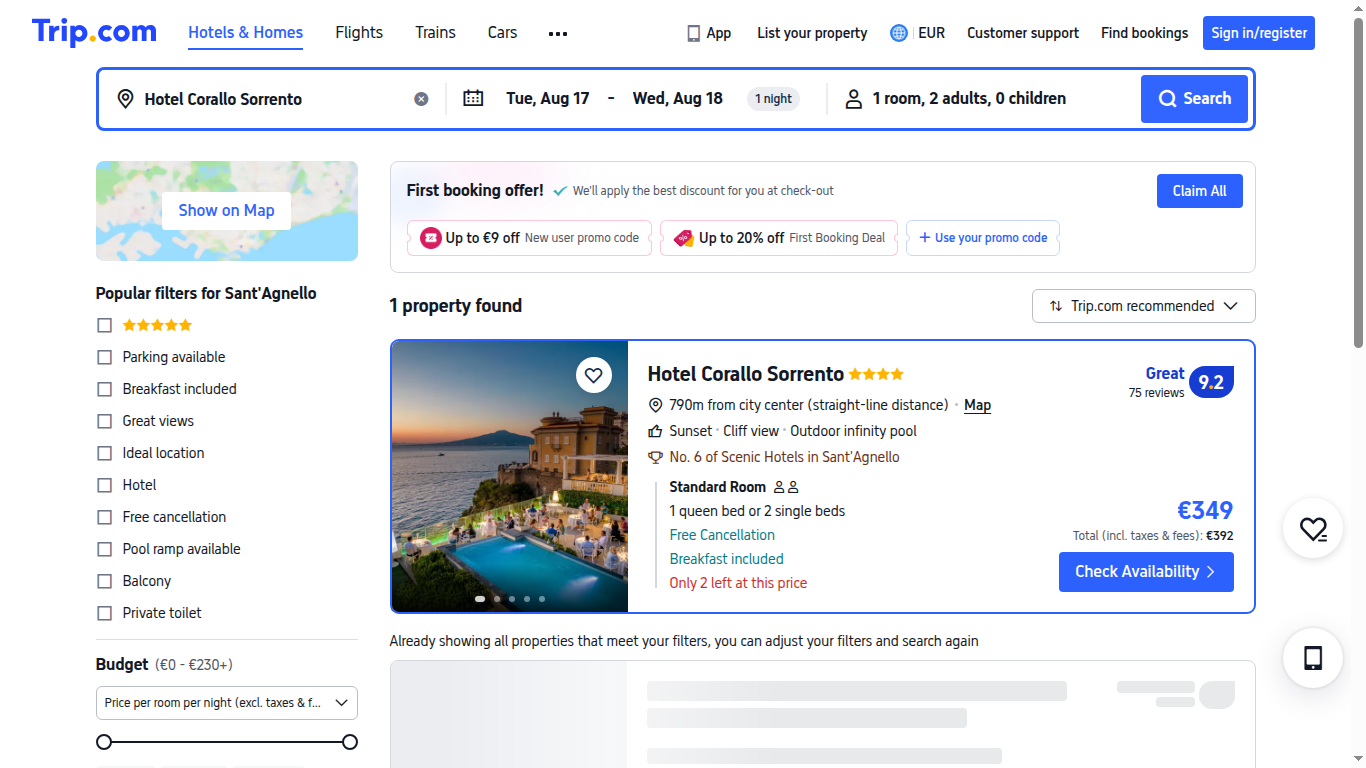 Trip.com
Hotels & Homes
Flights
Trains
Cars
App
List your property
EUR
Customer support
Find bookings
Sign in/register
Hotel Corallo Sorrento
Tue, Aug 17 - Wed, Aug 18
1 night
1 room, 2 adults, 0 children
Search
Show on Map
First booking offer!
We'll apply the best discount for you at check-out
Claim All
Up to €9 off New user promo code
Up to 20% off First Booking Deal
+ Use your promo code
Popular filters for Sant'Agnello
Parking available
Breakfast included
Great views
Ideal location
Hotel
Free cancellation
Pool ramp available
Balcony
Private toilet
Budget (€0 - €230+)
Price per room per night (excl. taxes & f...
1 property found
Trip.com recommended
Hotel Corallo Sorrento
Great
75 reviews
9.2
790m from city center (straight-line distance) · Map
Sunset · Cliff view · Outdoor infinity pool
No. 6 of Scenic Hotels in Sant'Agnello
Standard Room
1 queen bed or 2 single beds
Free Cancellation
Breakfast included
Only 2 left at this price
€349
Total (incl. taxes & fees): €392
Check Availability
Already showing all properties that meet your filters, you can adjust your filters and search again